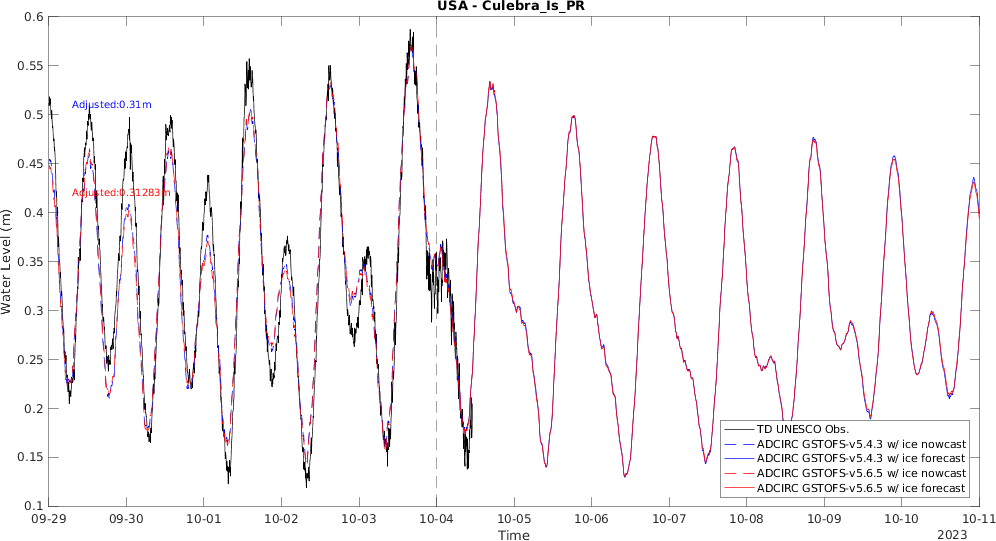 USA - Culebra_Is_PR
0.6
0.55
0.5
0.45
0.4
0.35
0.3
0.25
0.2
0.15
0.1
Water Level (m)
Adjusted:0.31m
Adjusted:0.31283m
TD UNESCO Obs.
ADCIRC GSTOFS-v5.4.3 w/ ice nowcast
ADCIRC GSTOFS-v5.4.3 w/ ice forecast
ADCIRC GSTOFS-v5.6.5 w/ ice nowcast
ADCIRC GSTOFS-v5.6.5 w/ ice forecast
09-29 09-30 10-01 10-02 10-03 10-04 10-05 10-06 10-07 10-08 10-09 10-10 10-11
Time
2023